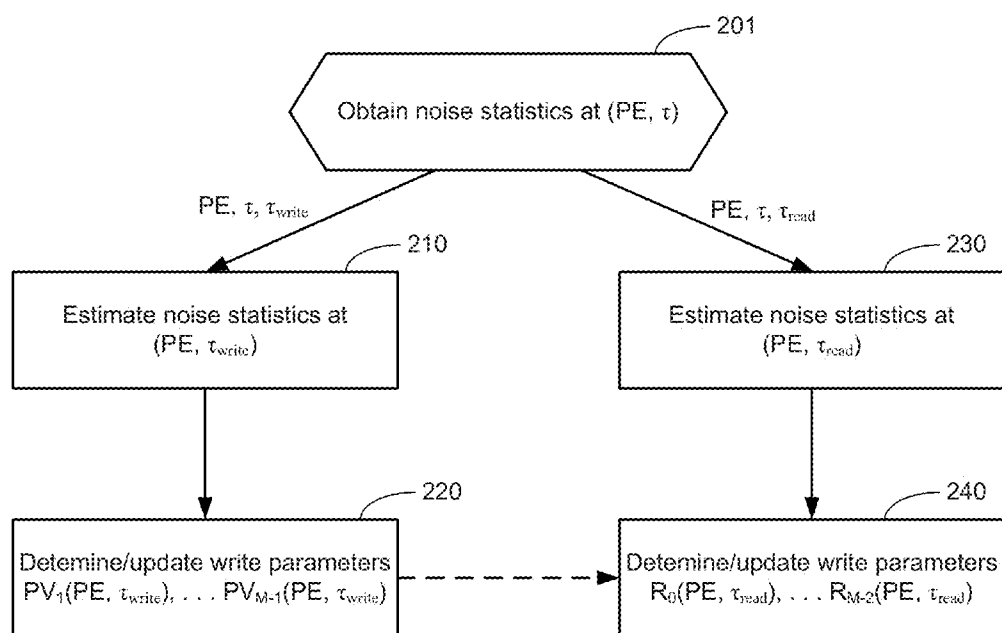 201
Obtain noise statistics at (PE, τ)
PE, τ, τwrite
PE, τ, τread
210
230
Estimate noise statistics at
(PE, τwrite)
Estimate noise statistics at
(PE, τread)
220
240
Detemine/update write parameters
PV1(PE, τwrite), . . . PVM-1(PE, τwrite)
Detemine/update write parameters
R0(PE, τread), . . . RM-2(PE, τread)